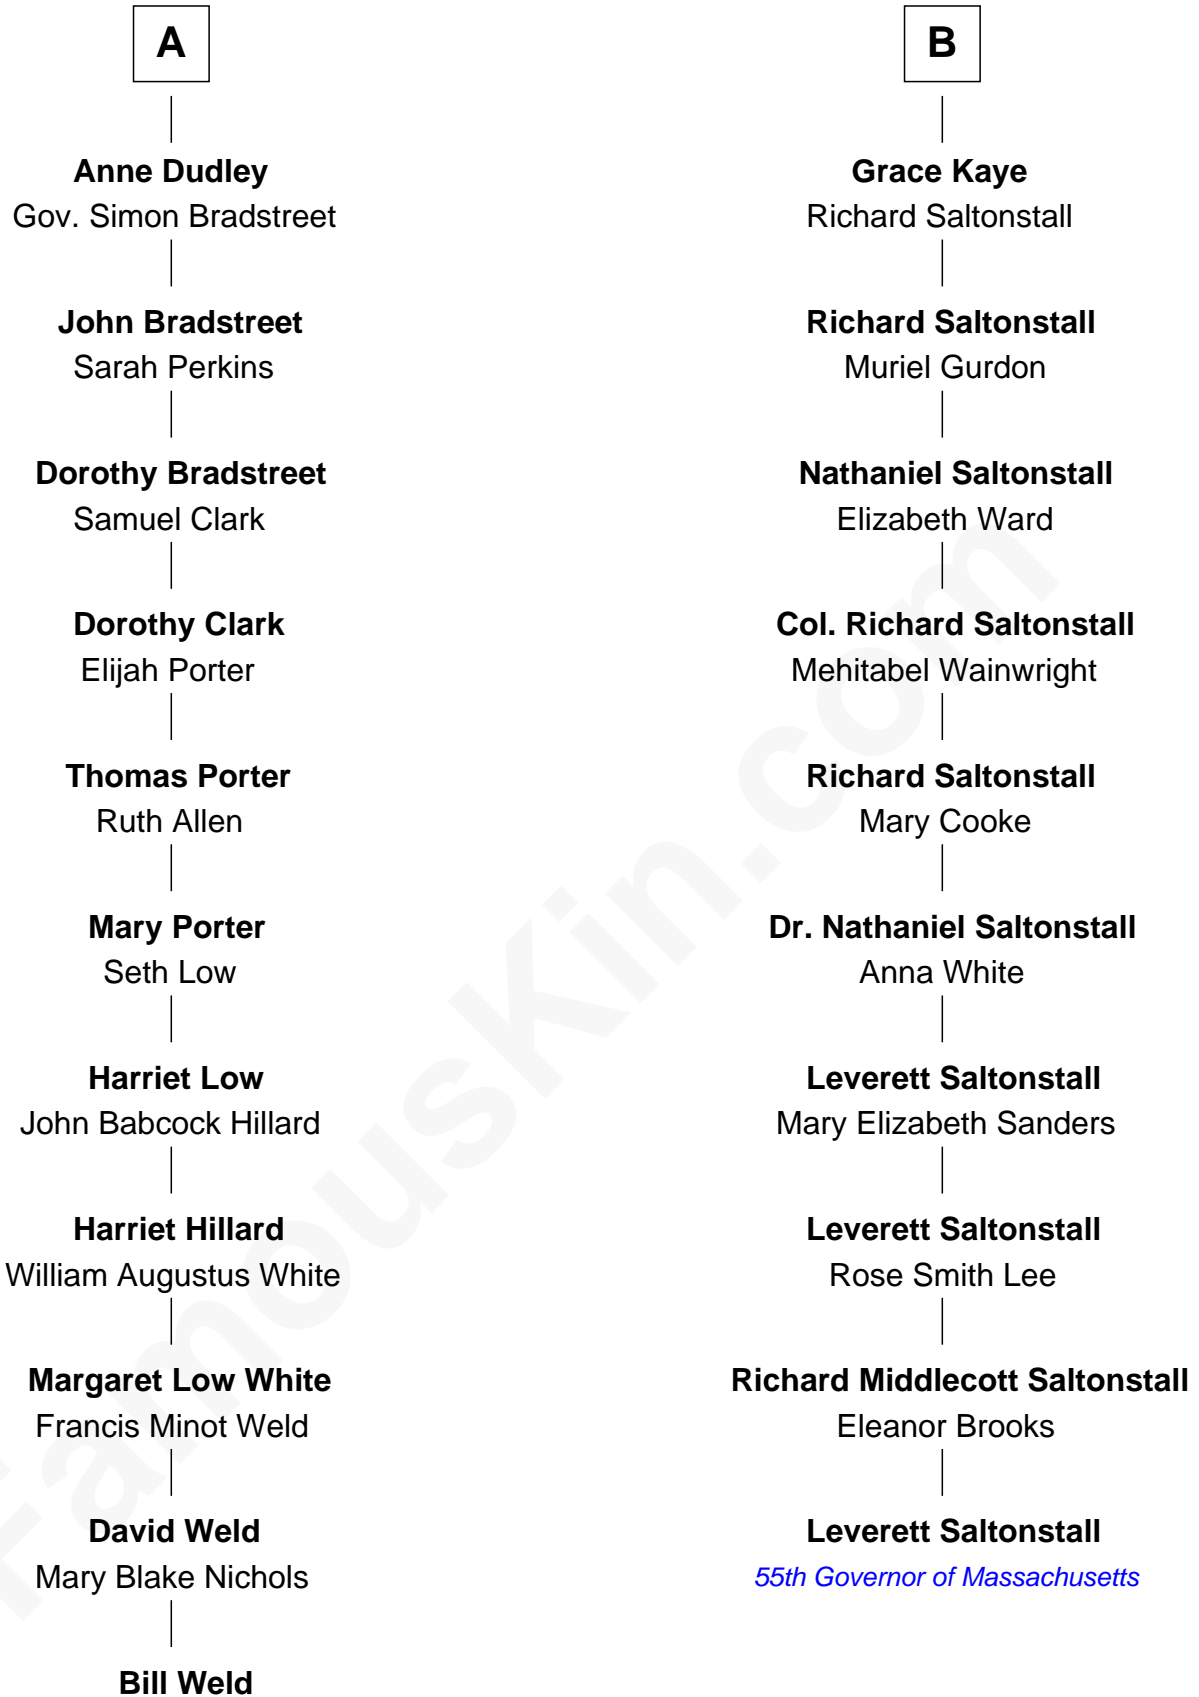 A
Anne Dudley
Gov. Simon Bradstreet
John Bradstreet
Sarah Perkins
Dorothy Bradstreet
Samuel Clark
Dorothy Clark
Elijah Porter
Thomas Porter
Ruth Allen
Mary Porter
Seth Low
Harriet Low
John Babcock Hillard
Harriet Hillard
William Augustus White
Margaret Low White
Francis Minot Weld
David Weld
Mary Blake Nichols
Bill Weld
B
Grace Kaye
Richard Saltonstall
Richard Saltonstall
Muriel Gurdon
Nathaniel Saltonstall
Elizabeth Ward
Col. Richard Saltonstall
Mehitabel Wainwright
Richard Saltonstall
Mary Cooke
Dr. Nathaniel Saltonstall
Anna White
Leverett Saltonstall
Mary Elizabeth Sanders
Leverett Saltonstall
Rose Smith Lee
Richard Middlecott Saltonstall
Eleanor Brooks
Leverett Saltonstall
55th Governor of Massachusetts
FamousKin.com